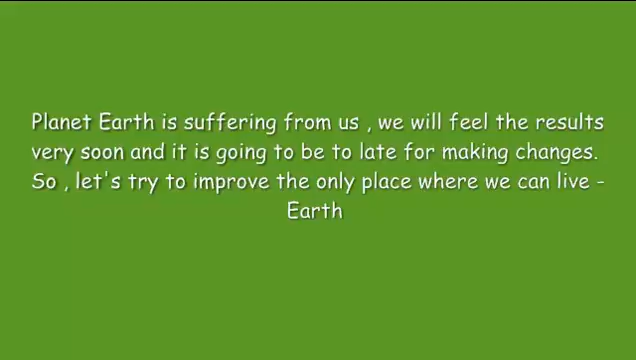 Planet Earth is suffering from us , we will feel the results
very soon and it is going to be to late for making changes.
So , let's try to improve the only place where we can live -
Earth